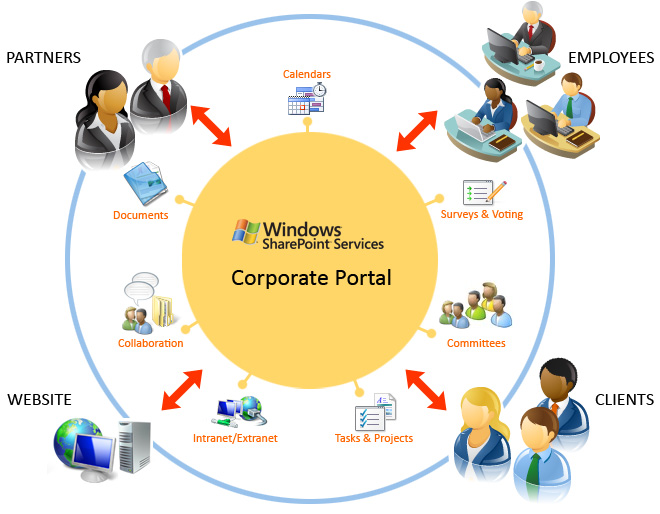 PARTNERS
EMPLOYEES
Calendars
Documents
Surveys & Voting
Windows
SharePoint Services
Corporate Portal
Collaboration
Committees
WEBSITE
CLIENTS
Intranet/Extranet
Tasks & Projects